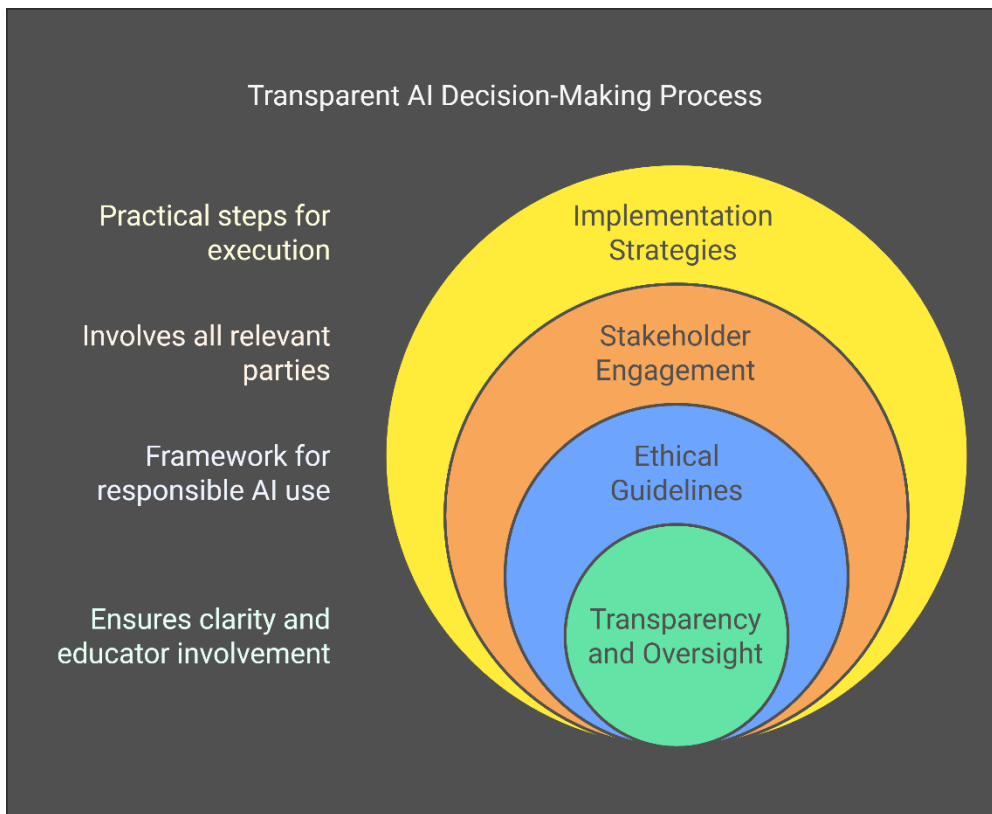 Transparent AI Decision-Making Process
Practical steps for
execution
Implementation
Strategies
Involves all relevant
parties
Stakeholder
Engagement
Framework for
responsible AI use
Ethical
Guidelines
Ensures clarity and
educator involvement
Transparency
and Oversight